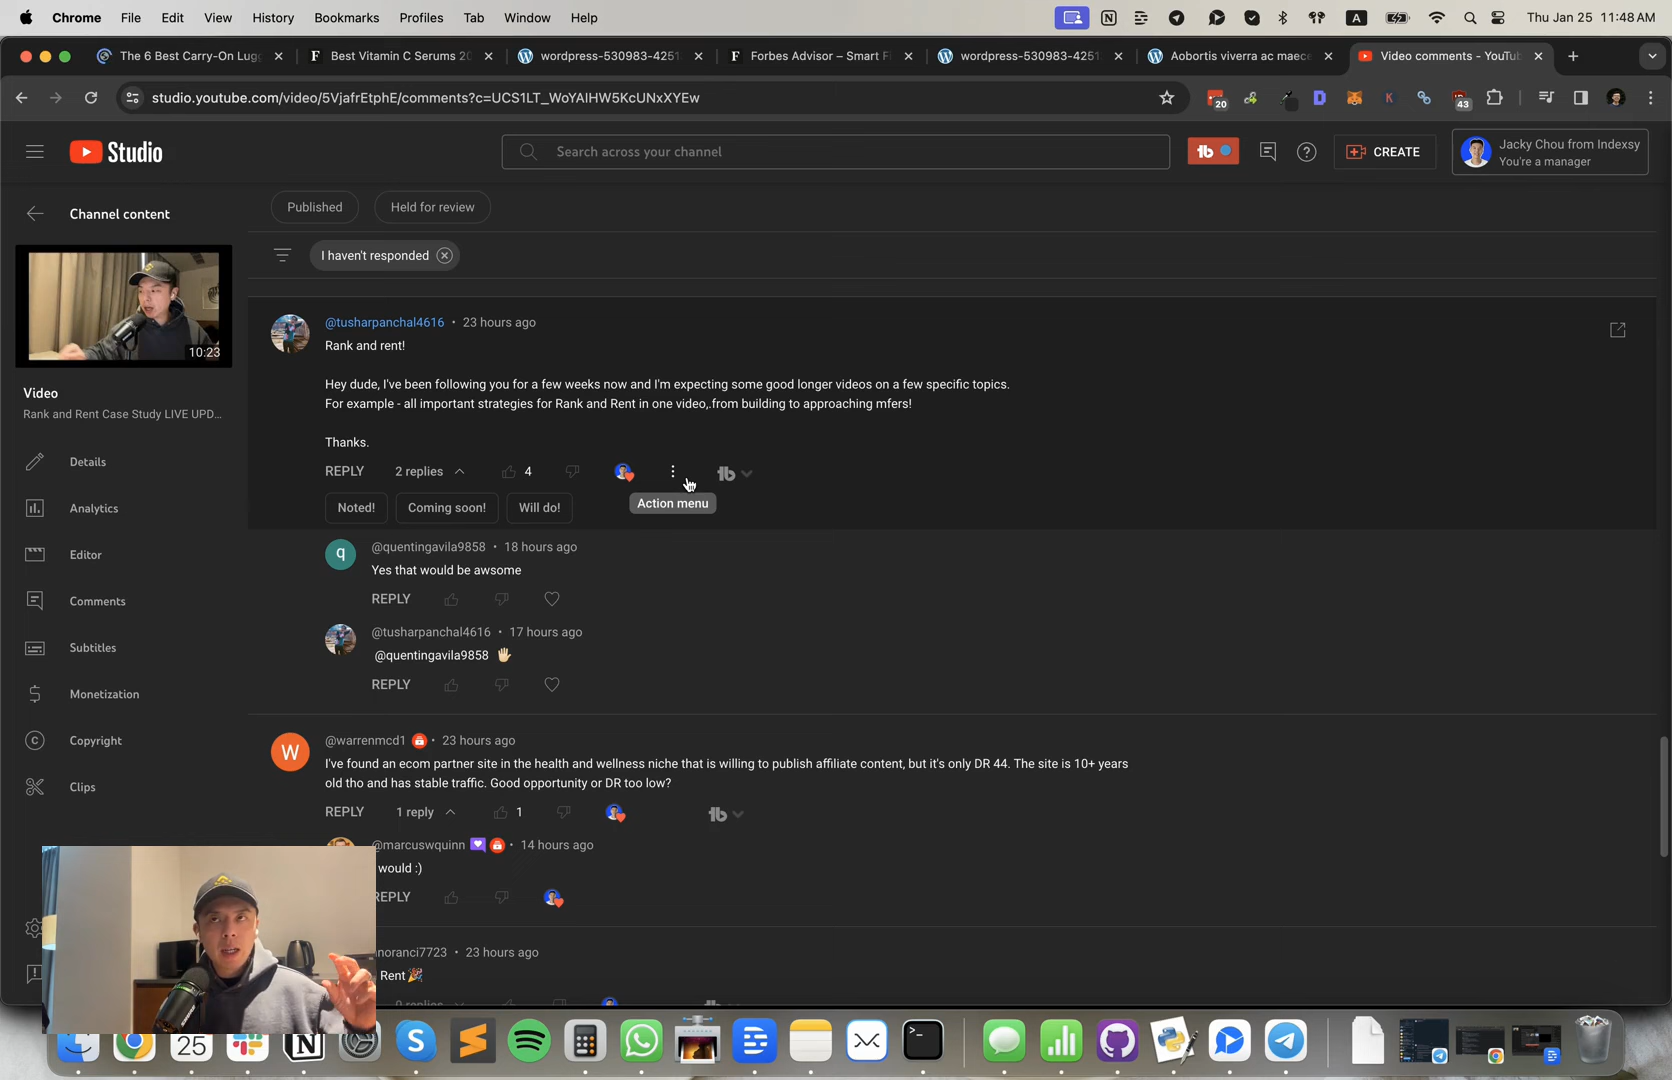 Chrome File Edit View History Bookmarks Profiles Tab Window Help
A
Thu Jan 25 11:48 AM
The 6 Best Carry-On Lugg
Best Vitamin C Serums 20
wordpress-530983-4251
Forbes Advisor – Smart Fi
wordpress-530983-4251
Aobortis viverra ac maece
Video comments - YouTub
studio.youtube.com/video/5VjafrEtphE/comments?c=UCS1LT_WoYAIHW5KcUNxXYEw
20
43
Studio
Search across your channel
CREATE
Jacky Chou from Indexsy
You're a manager
Channel content
10:23
Video
Rank and Rent Case Study LIVE UPD...
Details
Analytics
Editor
Comments
Subtitles
Monetization
Copyright
Clips
Published
Held for review
I haven't responded
@tusharpanchal4616 • 23 hours ago
Rank and rent!
Hey dude, I've been following you for a few weeks now and I'm expecting some good longer videos on a few specific topics.
For example - all important strategies for Rank and Rent in one video,.from building to approaching mfers!
Thanks.
REPLY 2 replies 4
Action menu
Noted! Coming soon! Will do!
q
@quentingavila9858 • 18 hours ago
Yes that would be awsome
REPLY
@tusharpanchal4616 • 17 hours ago
@quentingavila9858 🖐🏻
REPLY
W
@warrenmcd1 • 23 hours ago
I've found an ecom partner site in the health and wellness niche that is willing to publish affiliate content, but it's only DR 44. The site is 10+ years
old tho and has stable traffic. Good opportunity or DR too low?
REPLY 1 reply 1
@marcuswquinn • 14 hours ago
would :)
REPLY
noranci7723 • 23 hours ago
Rent 🎉
25